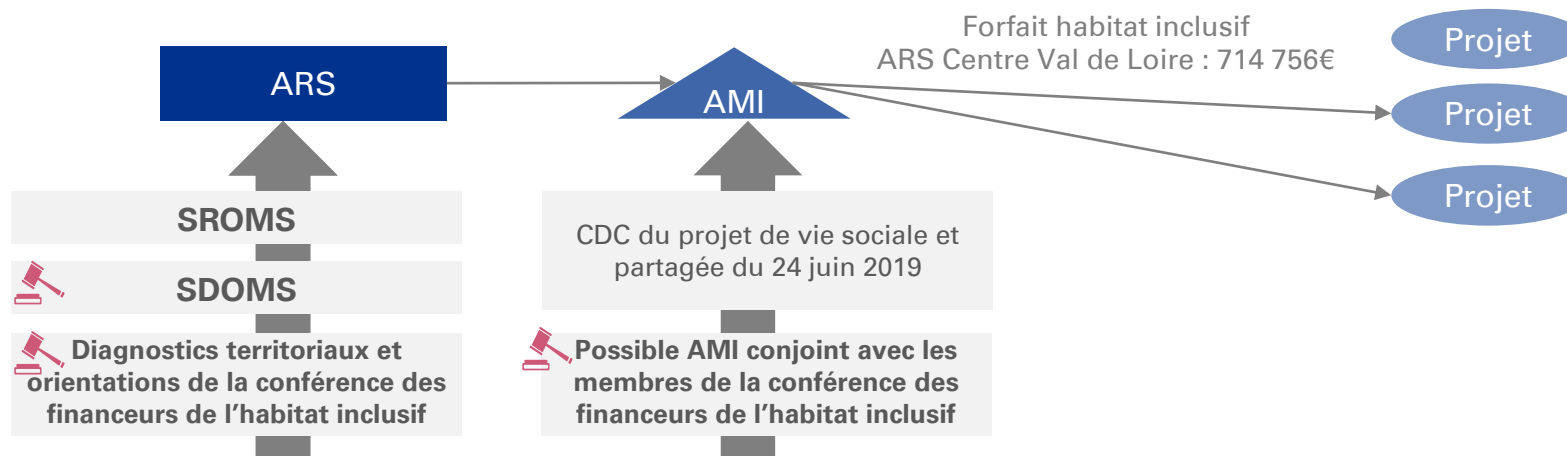 Forfait habitat inclusif
ARS Centre Val de Loire : 714 756€
ARS
AMI
Projet
Projet
Projet
SROMS
SDOMS
Diagnostics territoriaux et
orientations de la conférence des
financeurs de l’habitat inclusif
CDC du projet de vie sociale et
partagée du 24 juin 2019
Possible AMI conjoint avec les
membres de la conférence des
financeurs de l’habitat inclusif